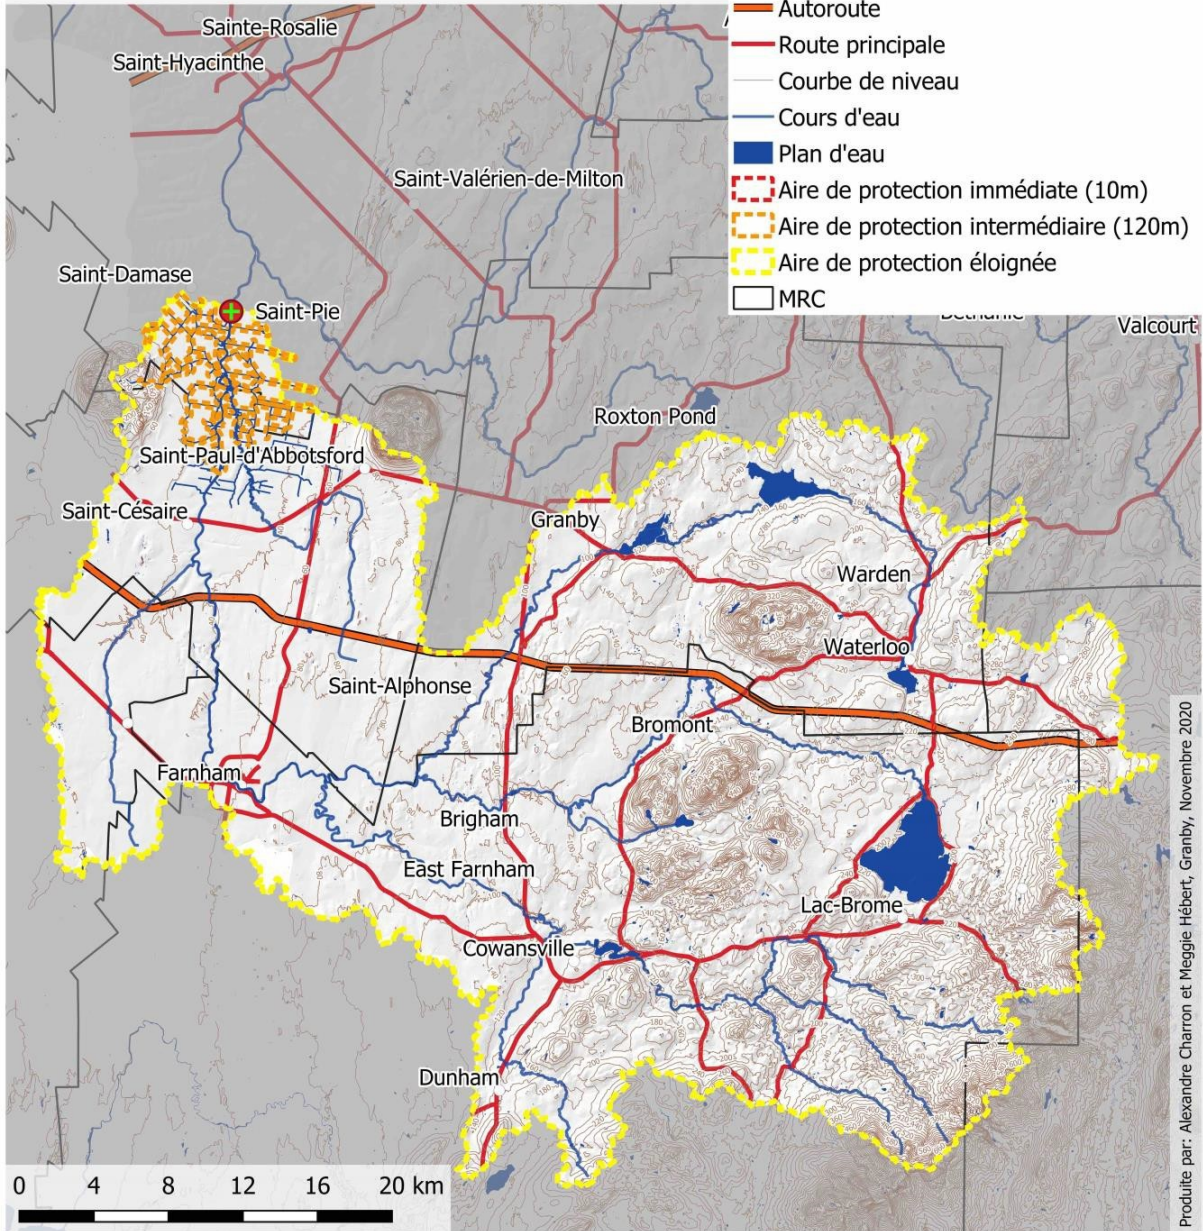 Autoroute
Route principale
Courbe de niveau
Cours d'eau
Plan d'eau
Aire de protection immédiate (10m)
Aire de protection intermédiaire (120m)
Aire de protection éloignée
MRC
Sainte-Rosalie
Saint-Hyacinthe
Saint-Valérien-de-Milton
Saint-Damase
Saint-Pie
Valcourt
Roxton Pond
Saint-Paul-d'Abbotsford
Saint-Césaire
Granby
Warden
Waterloo
Saint-Alphonse
Bromont
Farnham
Brigham
East Farnham
Lac-Brome
Cowansville
Dunham
0 4 8 12 16 20 km
Produite par: Alexandre Charron et Meggie Hébert, Granby, Novembre 2020